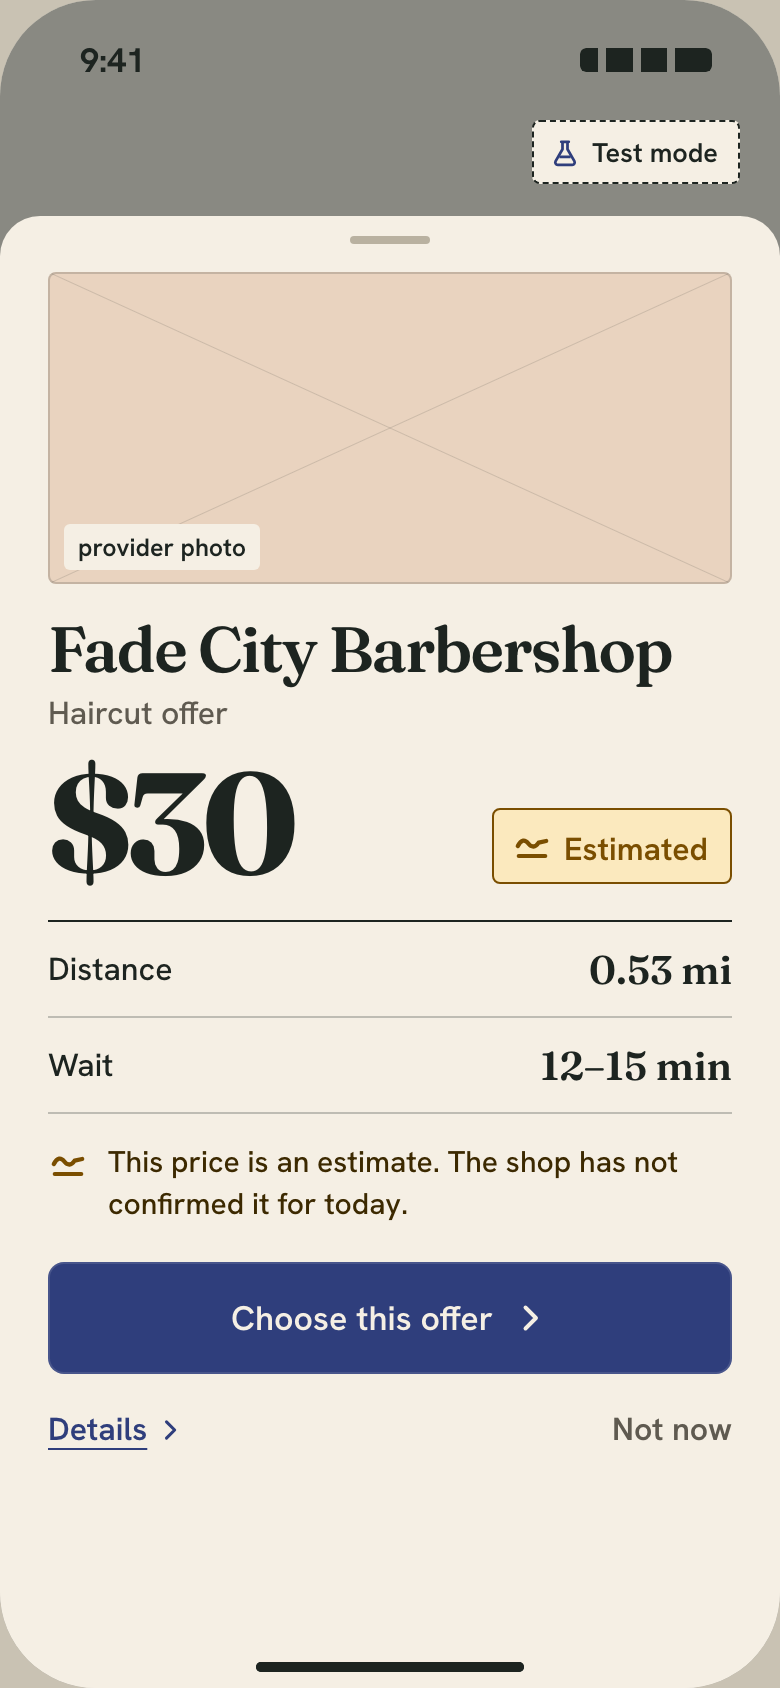 9:41
Test mode
provider photo
Fade City Barbershop
Haircut offer
$30
Estimated
Distance
0.53 mi
Wait
12–15 min
This price is an estimate. The shop has not
confirmed it for today.
Choose this offer
Details
Not now